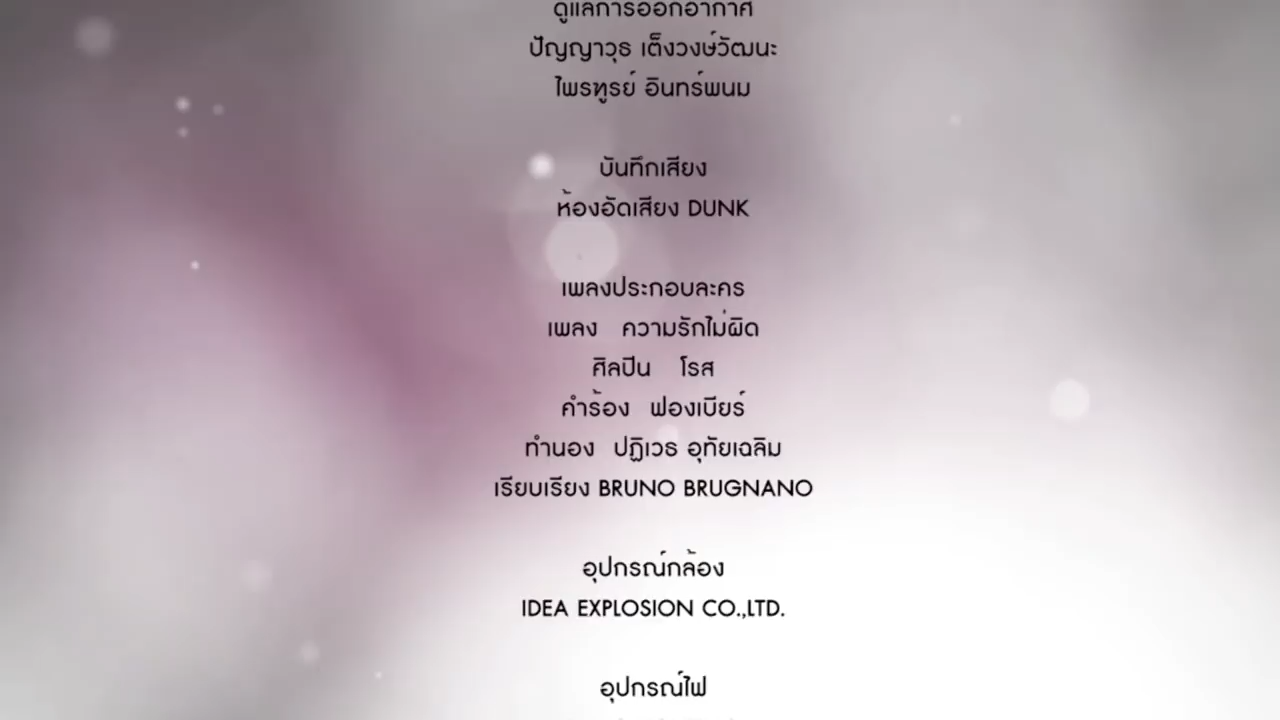 ดูแลการออกอากาศ
ปัญญาวุธ เต็งวงษ์วัฒนะ
ไพรฑูรย์ อินทร์พนม
บันทึกเสียง
ห้องอัดเสียง DUNK
เพลงประกอบละคร
เพลง ความรักไม่ผิด
ศิลปิน โรส
คำร้อง ฟองเบียร์
ทำนอง ปฏิเวธ อุทัยเฉลิม
เรียบเรียง BRUNO BRUGNANO
อุปกรณ์กล้อง
IDEA EXPLOSION CO.,LTD.
อุปกรณ์ไฟ